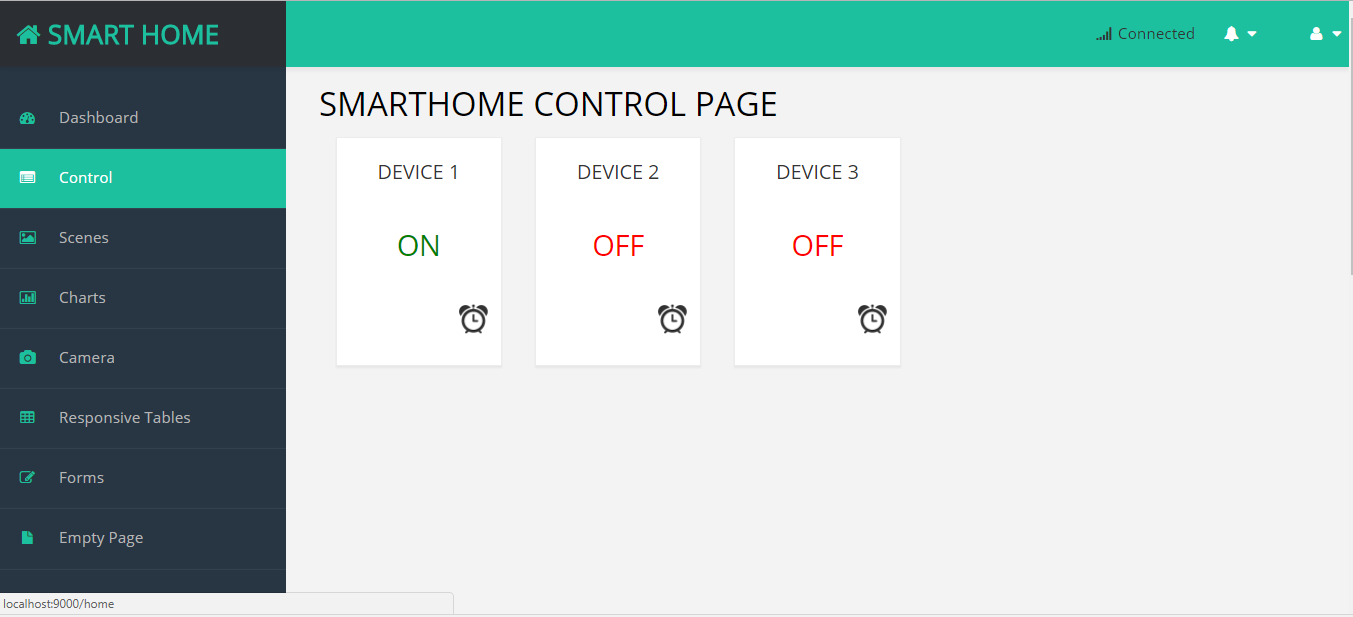 SMART HOME
Connected
Dashboard
Control
Scenes
Charts
Camera
Responsive Tables
Forms
Empty Page
SMARTHOME CONTROL PAGE
DEVICE 1
ON
DEVICE 2
OFF
DEVICE 3
OFF
localhost:9000/home